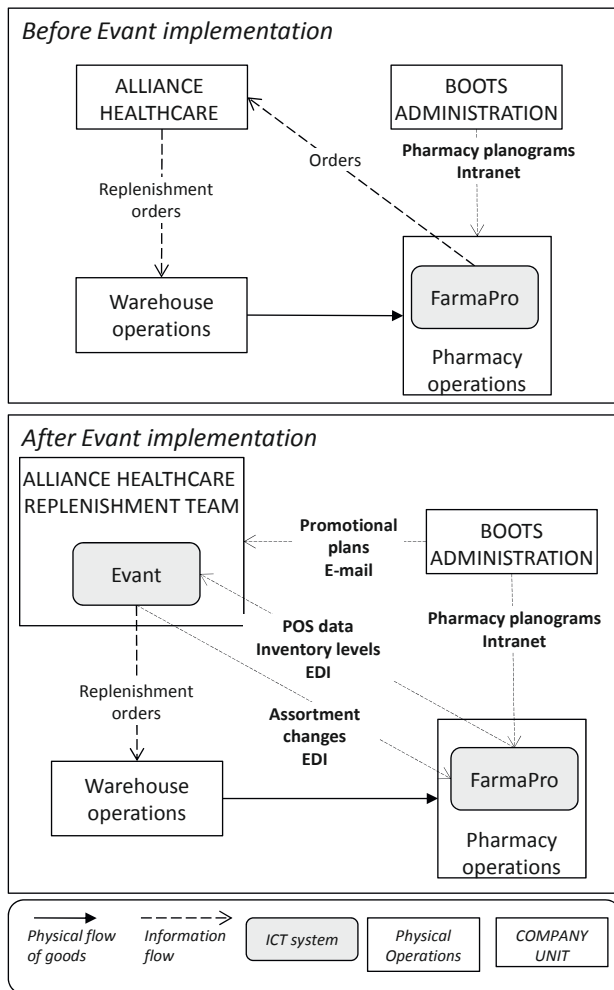 Before Evant implementation
ALLIANCE
HEALTHCARE
BOOTS
ADMINISTRATION
Orders
Pharmacy planograms
Intranet
Replenishment
orders
Warehouse
operations
FarmaPro
Pharmacy
operations
After Evant implementation
ALLIANCE HEALTHCARE
REPLENISHMENT TEAM
Evant
Promotional
plans
E-mail
BOOTS
ADMINISTRATION
POS data
Inventory levels
EDI
Pharmacy planograms
Intranet
Replenishment
orders
Assortment
changes
EDI
Warehouse
operations
FarmaPro
Pharmacy
operations
Physical flow
of goods
Information
flow
ICT system
Physical
Operations
COMPANY
UNIT